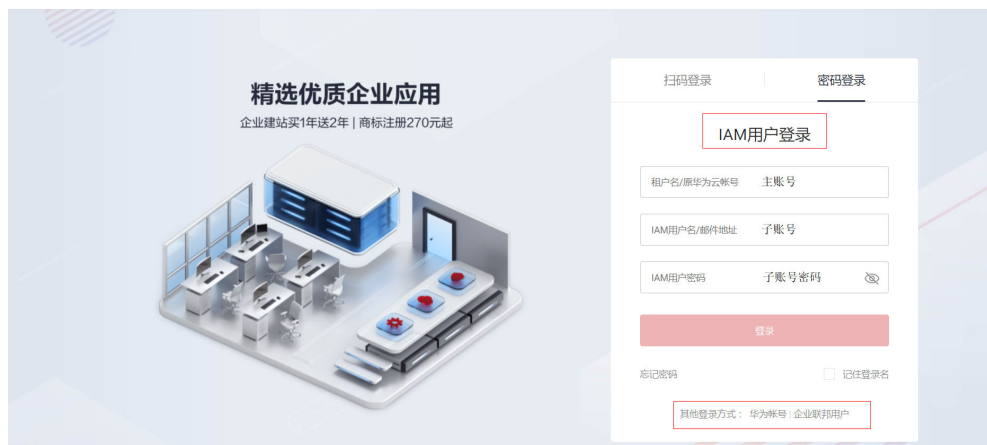 精选优质企业应用
企业建站买1年送2年 | 商标注册270元起
扫码登录 密码登录
IAM用户登录
租户名/原华为云帐号 主账号
IAM用户名/邮件地址 子账号
IAM用户密码 子账号密码
登录
忘记密码 记住登录名
其他登录方式： 华为帐号 | 企业联邦用户